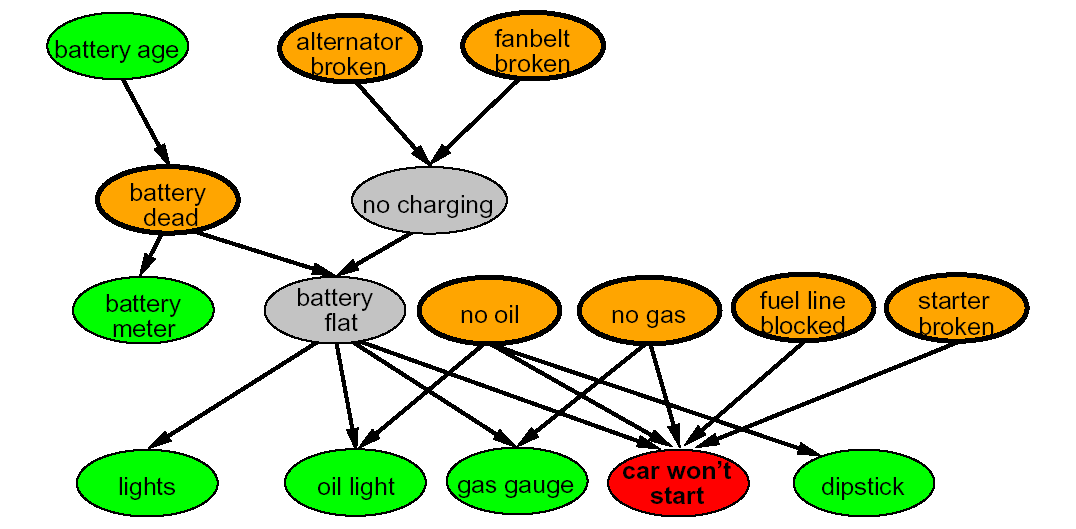 battery age
alternator
broken
fanbelt
broken
battery
dead
no charging
battery
meter
battery
flat
no oil
no gas
fuel line
blocked
starter
broken
lights
oil light
gas gauge
car won't
start
dipstick